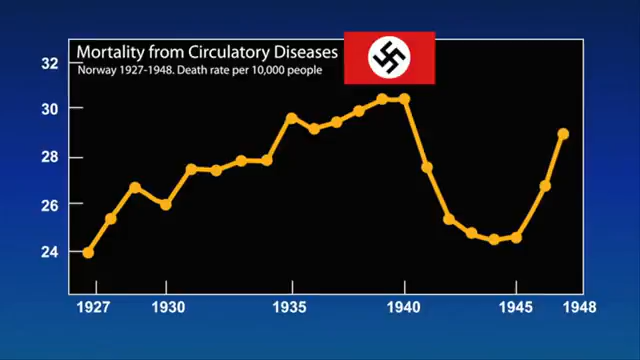 Mortality from Circulatory Diseases
Norway 1927-1948. Death rate per 10,000 people
32
30
28
26
24
1927 1930 1935 1940 1945 1948